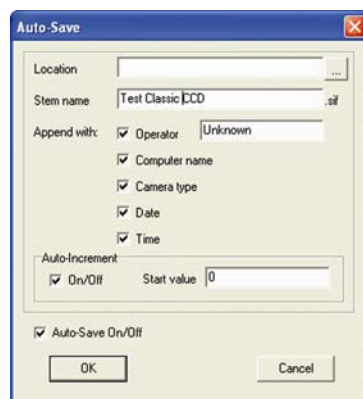 Auto-Save
Location
...
Stem name Test Classic CCD .sif
Append with: Operator Unknown
Computer name
Camera type
Date
Time
Auto-Increment
On/Off Start value 0
Auto-Save On/Off
OK Cancel